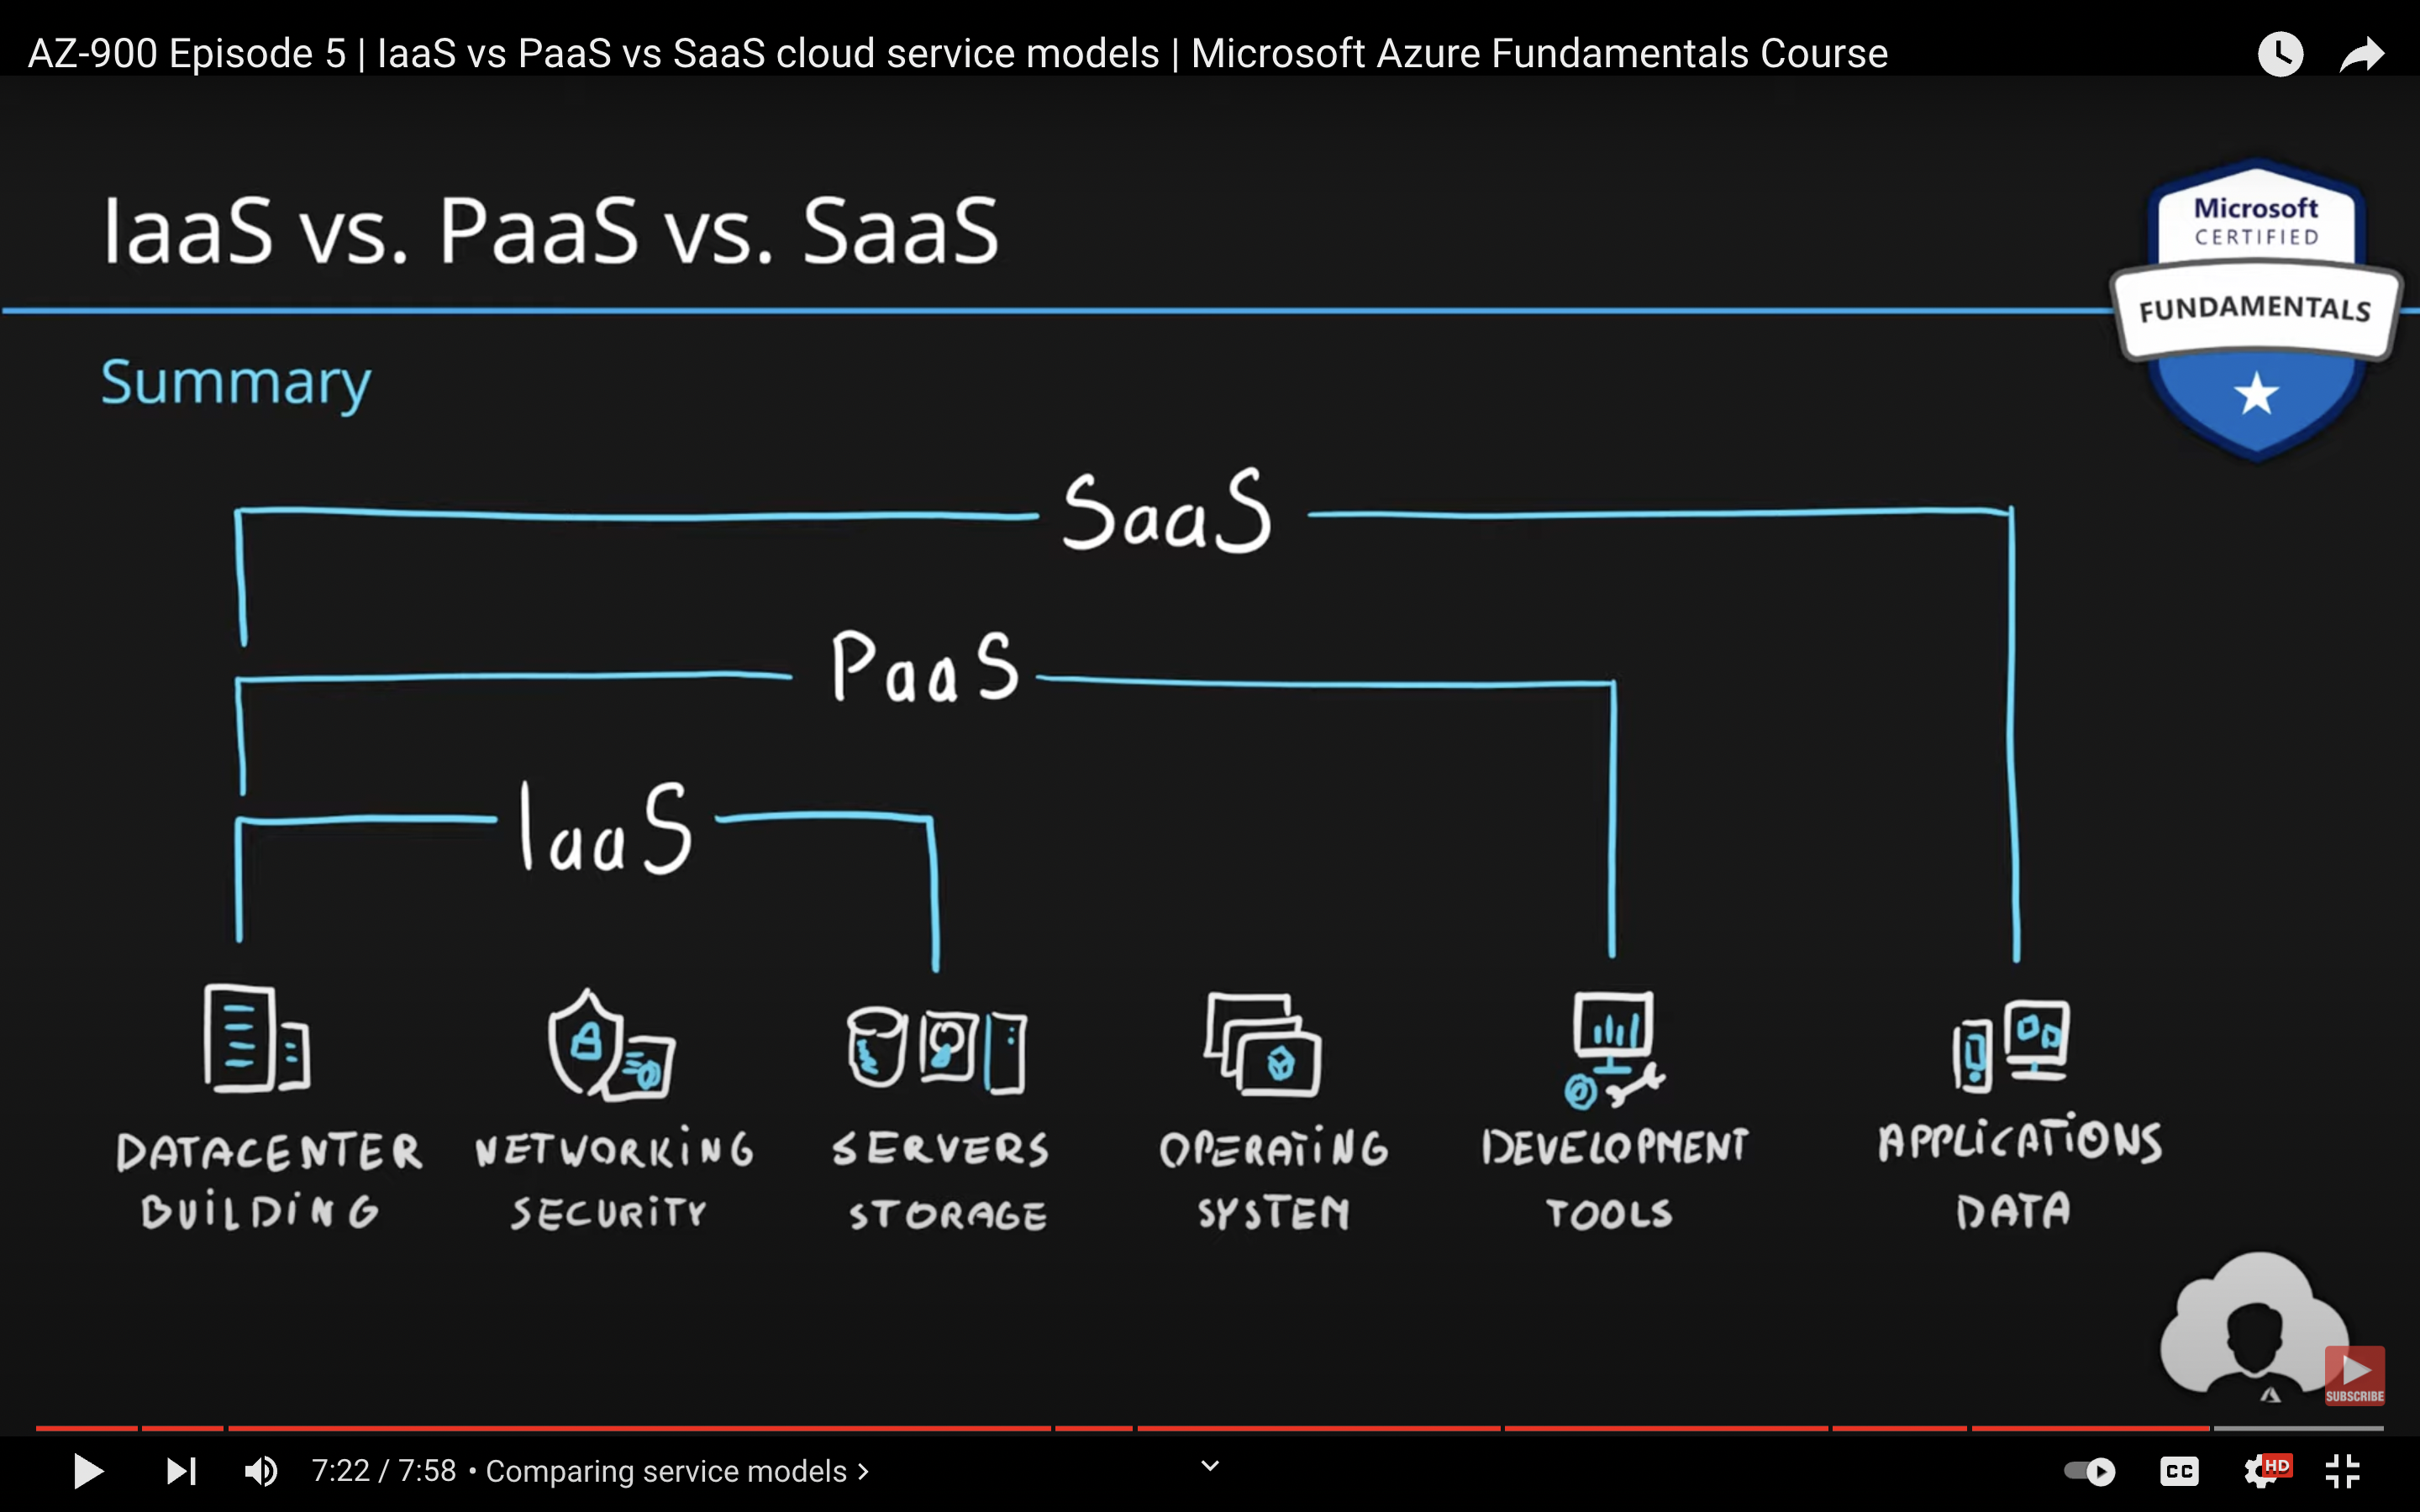 AZ-900 Episode 5 | IaaS vs PaaS vs SaaS cloud service models | Microsoft Azure Fundamentals Course
IaaS vs. PaaS vs. SaaS
Microsoft
CERTIFIED
FUNDAMENTALS
Summary
SaaS
PaaS
IaaS
DATACENTER
BUILDING
NETWORKING
SECURITY
SERVERS
STORAGE
OPERATING
SYSTEM
DEVELOPMENT
TOOLS
APPLICATIONS
DATA
SUBSCRIBE
7:22 / 7:58 • Comparing service models
CC
HD